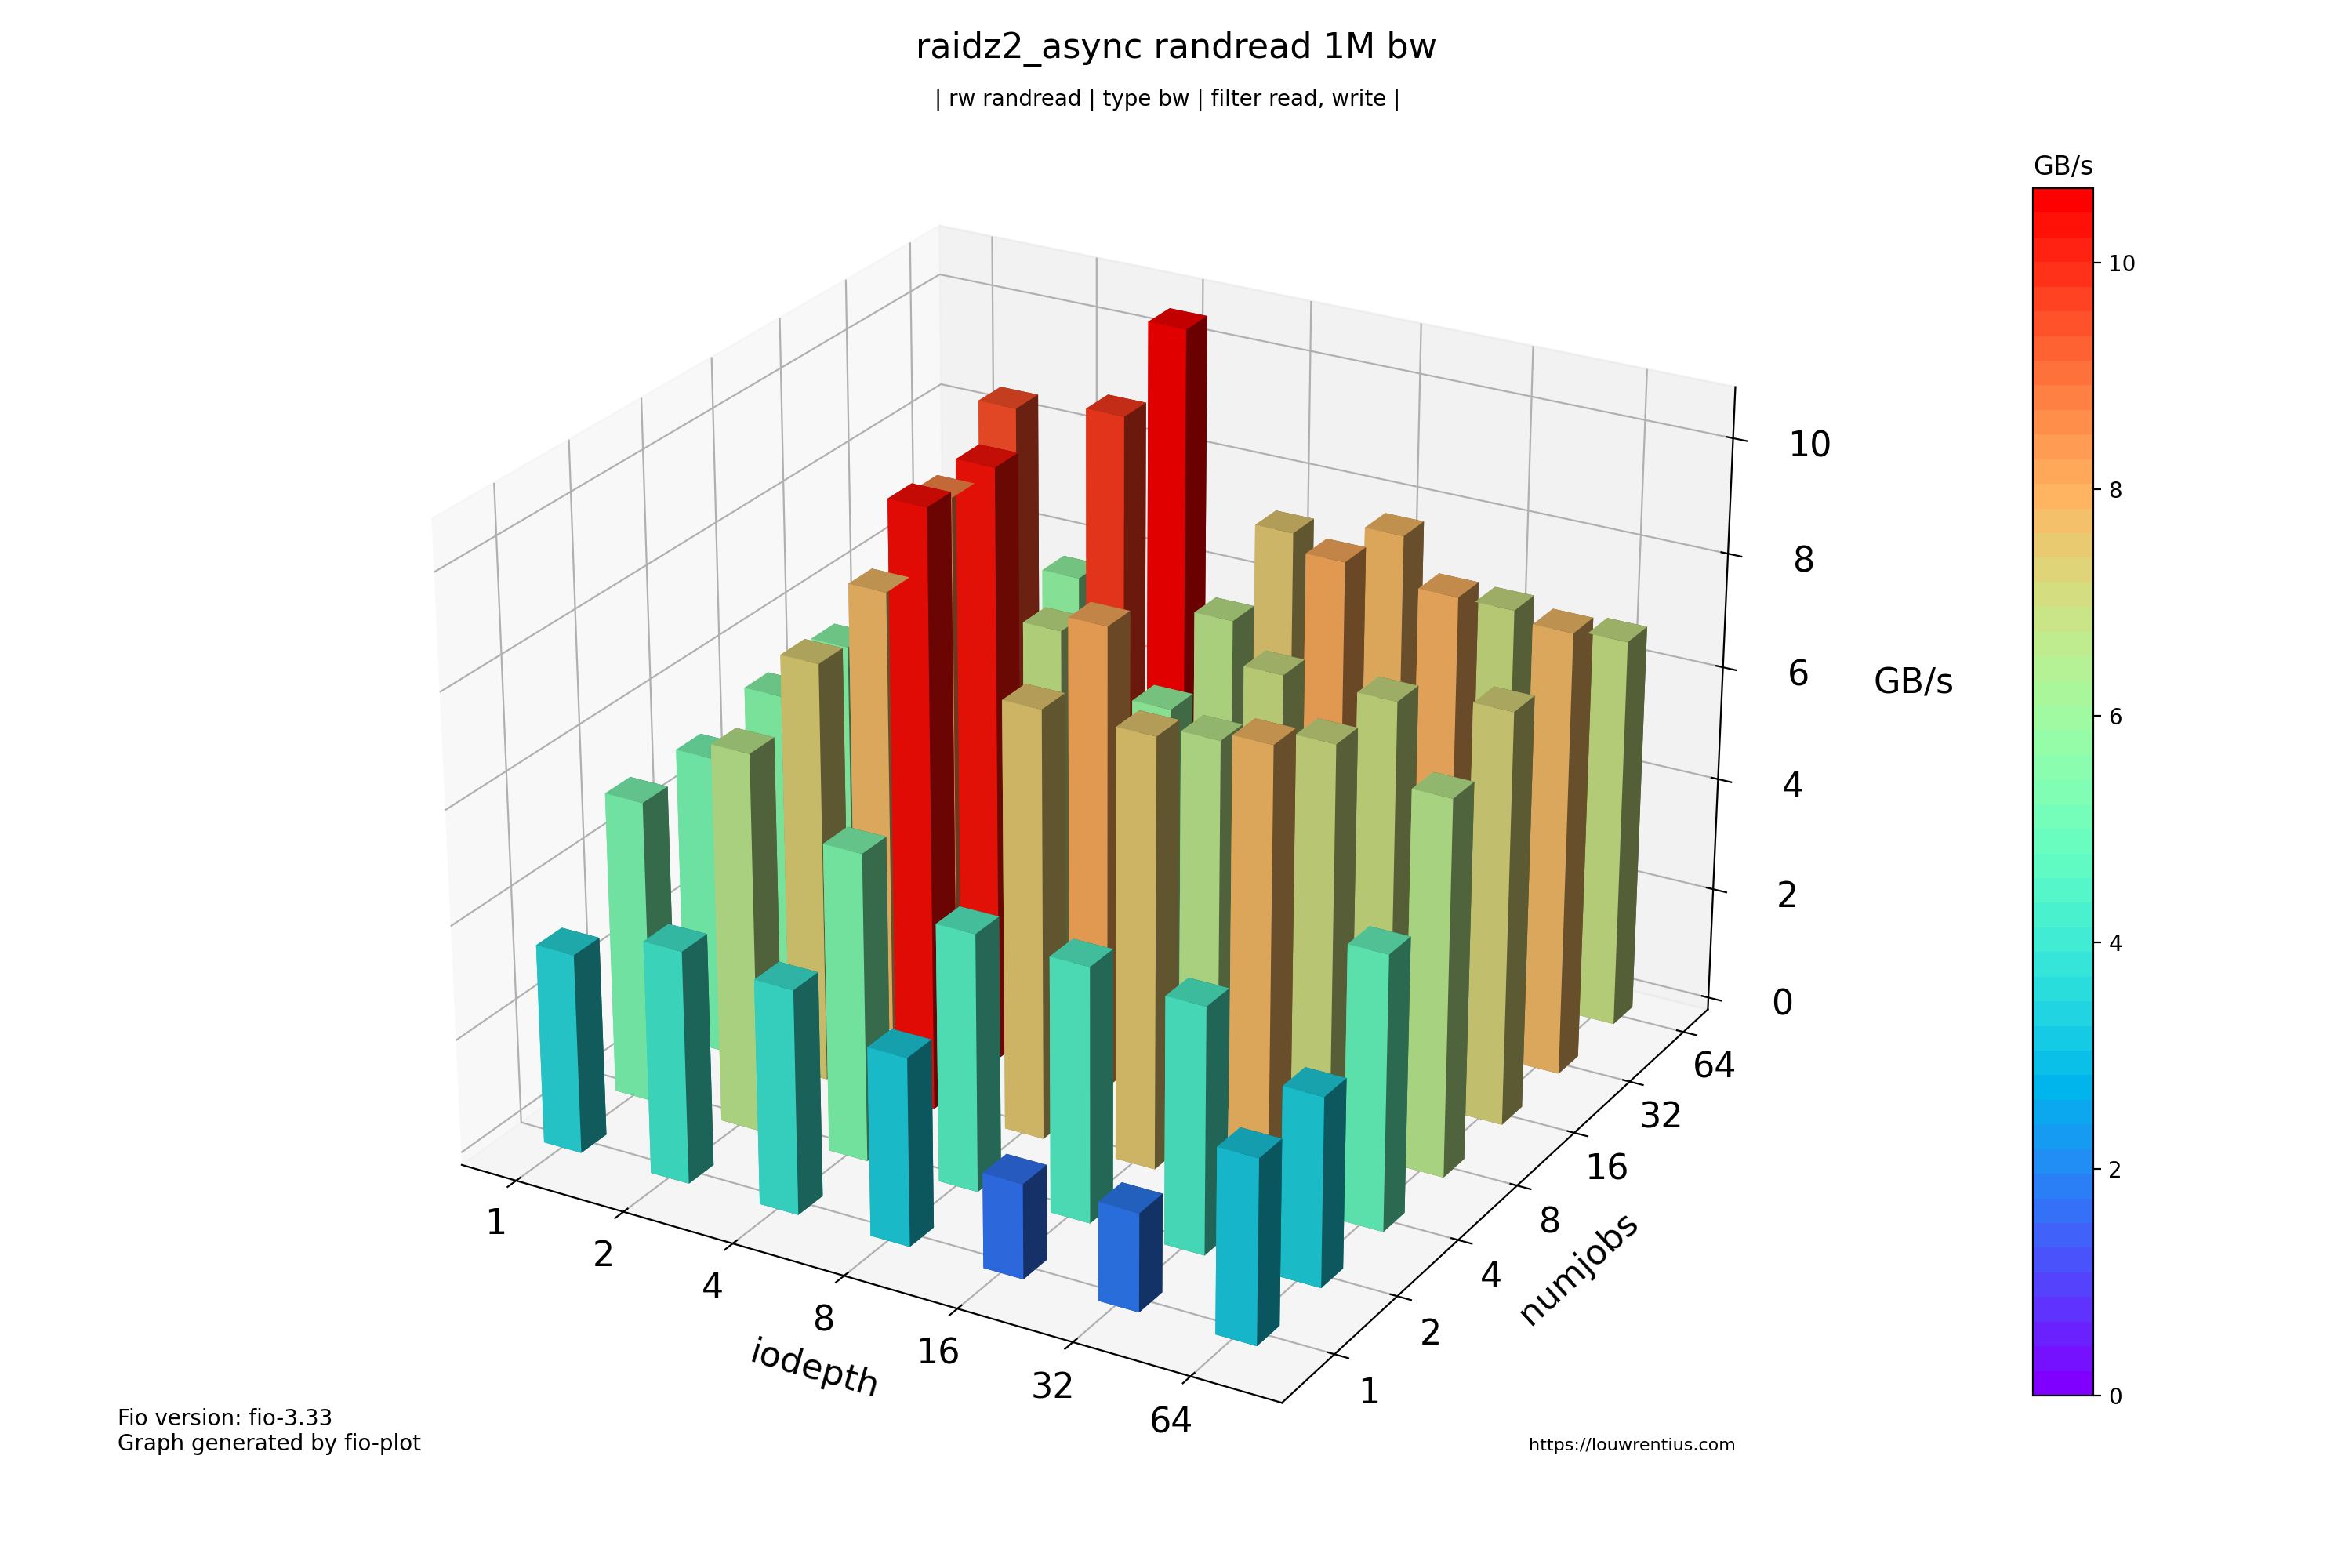 raidz2_async randread 1M bw
| rw randread | type bw | filter read, write |
GB/s
10
8
6
4
2
0
10
8
6
4
2
0
GB/s
64
32
16
8
4
2
1
numjobs
1
2
4
8
16
32
64
iodepth
Fio version: fio-3.33
Graph generated by fio-plot
https://louwrentius.com